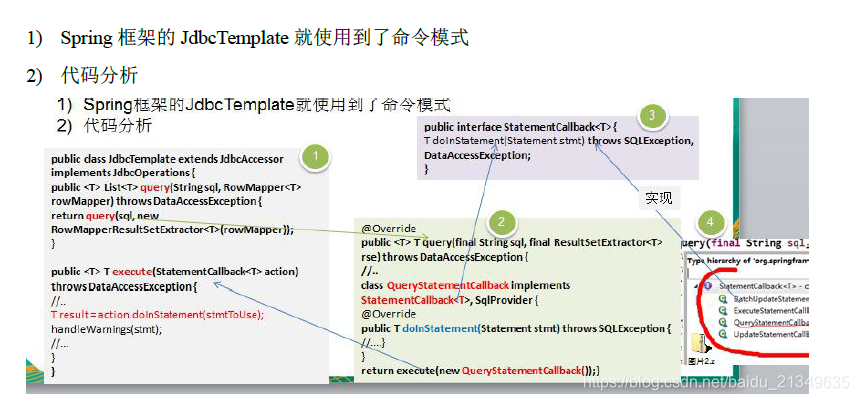 1) Spring 框架的 JdbcTemplate 就使用到了命令模式
2) 代码分析
1) Spring框架的JdbcTemplate就使用到了命令模式
2) 代码分析
1
public class JdbcTemplate extends JdbcAccessor
implements JdbcOperations {
public <T> List<T> query(String sql, RowMapper<T>
rowMapper) throws DataAccessException {
return query(sql, new
RowMapperResultSetExtractor<T>(rowMapper));
}
public <T> T execute(StatementCallback<T> action)
throws DataAccessException {
//..
T result = action.doInStatement(stmtToUse);
handleWarnings(stmt);
//...
}
}
2
@Override
public <T> T query(final String sql, final ResultSetExtractor<T>
rse) throws DataAccessException {
//..
class QueryStatementCallback implements
StatementCallback<T>, SqlProvider {
@Override
public T doInStatement(Statement stmt) throws SQLException {
//...}
}
return execute(new QueryStatementCallback());}
3
public interface StatementCallback<T> {
T doInStatement(Statement stmt) throws SQLException,
DataAccessException;
}
实现
4
query(final String sql,
Type hierarchy of 'org.springfram
StatementCallback<T> - c
BatchUpdateStateme
ExecuteStatementCall
QueryStatementCallba
UpdateStatementCallb
图片2.z
https://blog.csdn.net/baidu_21349635